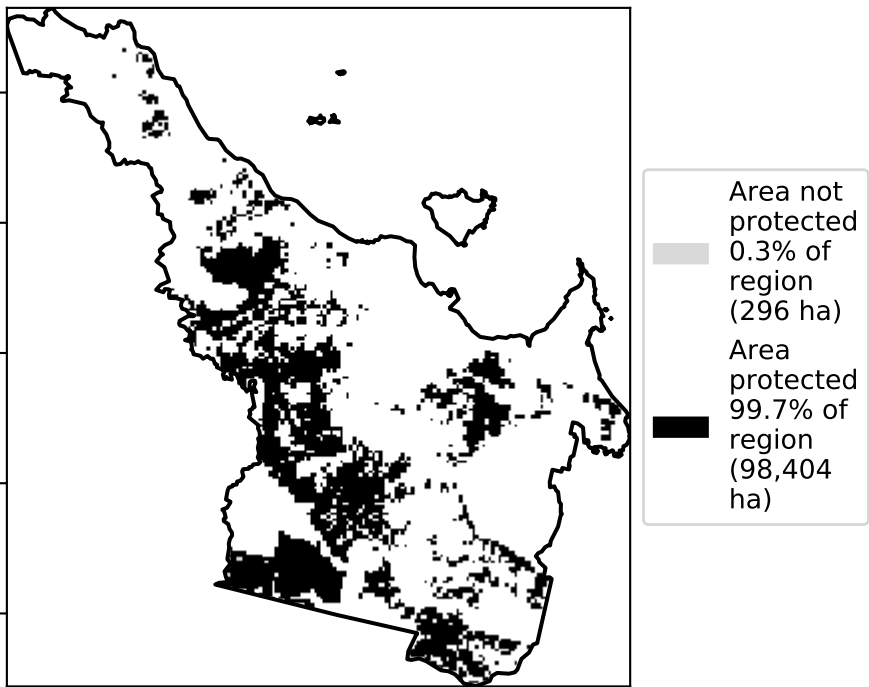 Area not
protected
0.3% of
region
(296 ha)
Area
protected
99.7% of
region
(98,404
ha)